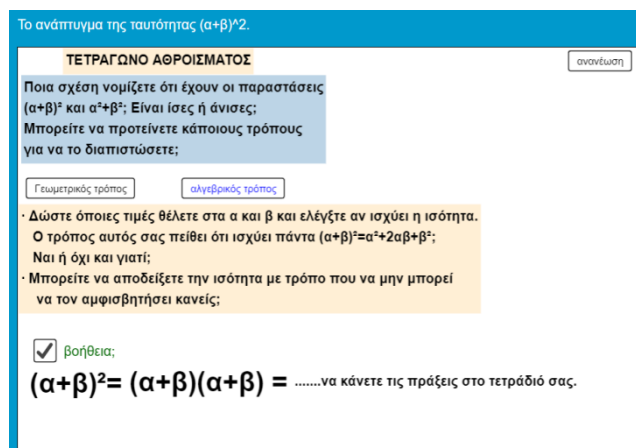 Το ανάπτυγμα της ταυτότητας (α+β)^2.
ΤΕΤΡΑΓΩΝΟ ΑΘΡΟΙΣΜΑΤΟΣ
ανανέωση
Ποια σχέση νομίζετε ότι έχουν οι παραστάσεις
(α+β)² και α²+β²; Είναι ίσες ή άνισες;
Μπορείτε να προτείνετε κάποιους τρόπους
για να το διαπιστώσετε;
Γεωμετρικός τρόπος
αλγεβρικός τρόπος
· Δώστε όποιες τιμές θέλετε στα α και β και ελέγξτε αν ισχύει η ισότητα.
Ο τρόπος αυτός σας πείθει ότι ισχύει πάντα (α+β)²=α²+2αβ+β²;
Ναι ή όχι και γιατί;
· Μπορείτε να αποδείξετε την ισότητα με τρόπο που να μην μπορεί
να τον αμφισβητήσει κανείς;
βοήθεια;
(α+β)²= (α+β)(α+β) = .......να κάνετε τις πράξεις στο τετράδιό σας.